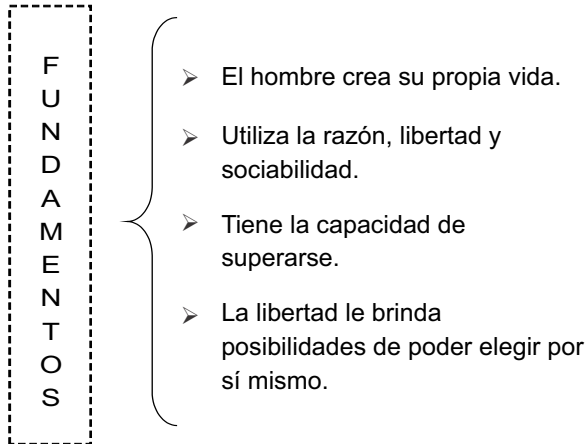 FUNDAMENTOS
➢ El hombre crea su propia vida.
➢ Utiliza la razón, libertad y
sociabilidad.
➢ Tiene la capacidad de
superarse.
➢ La libertad le brinda
posibilidades de poder elegir por
sí mismo.